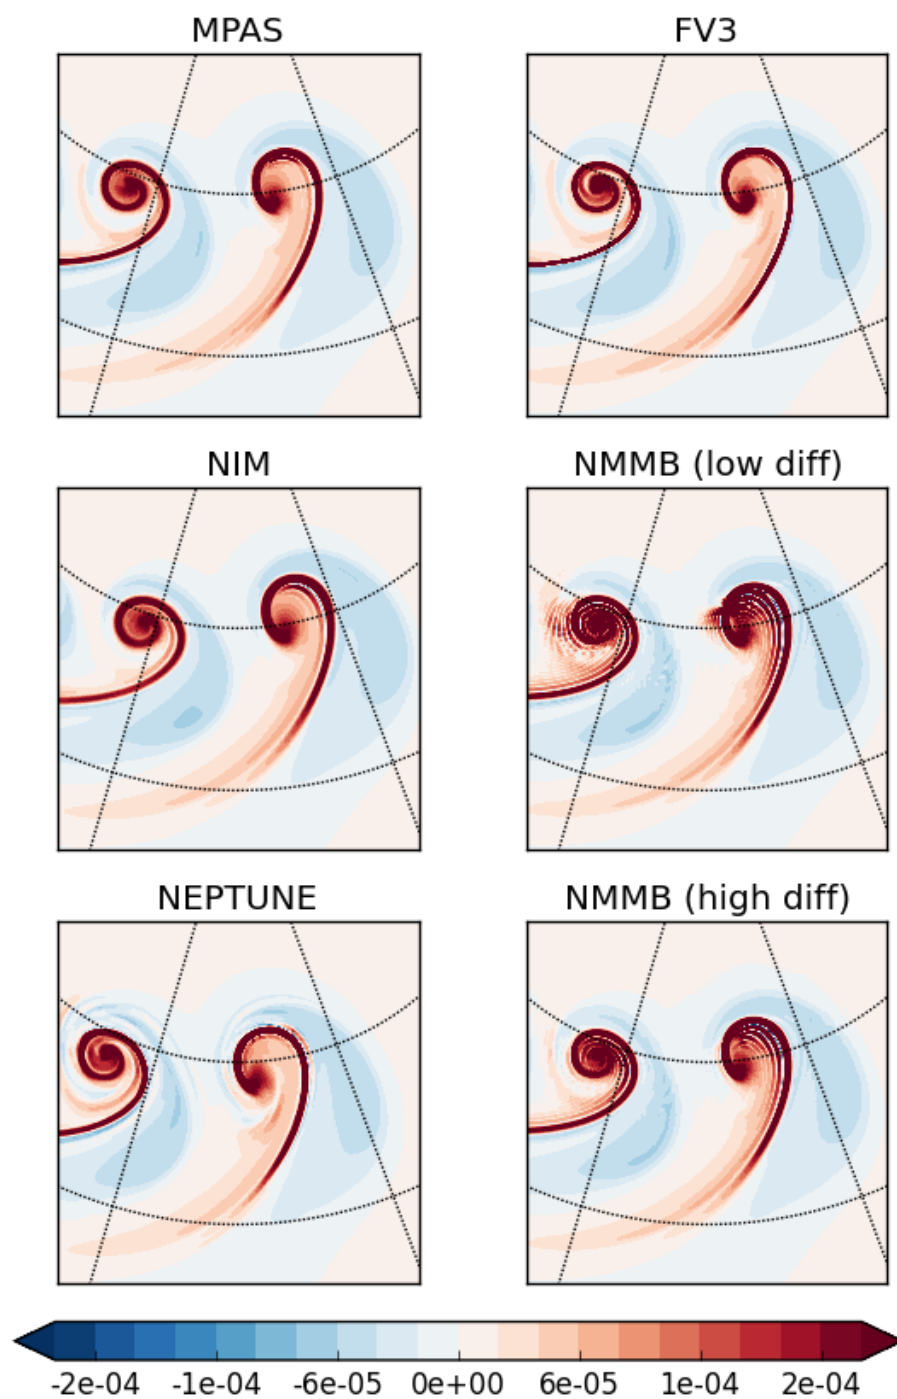 MPAS FV3
NIM NMMB (low diff)
NEPTUNE NMMB (high diff)
-2e-04 -1e-04 -6e-05 0e+00 6e-05 1e-04 2e-04